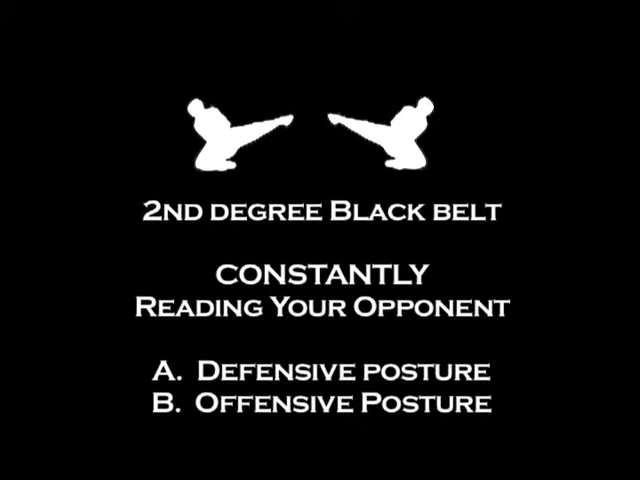 2ND DEGREE BLACK BELT
CONSTANTLY
READING YOUR OPPONENT
A. DEFENSIVE POSTURE
B. OFFENSIVE POSTURE